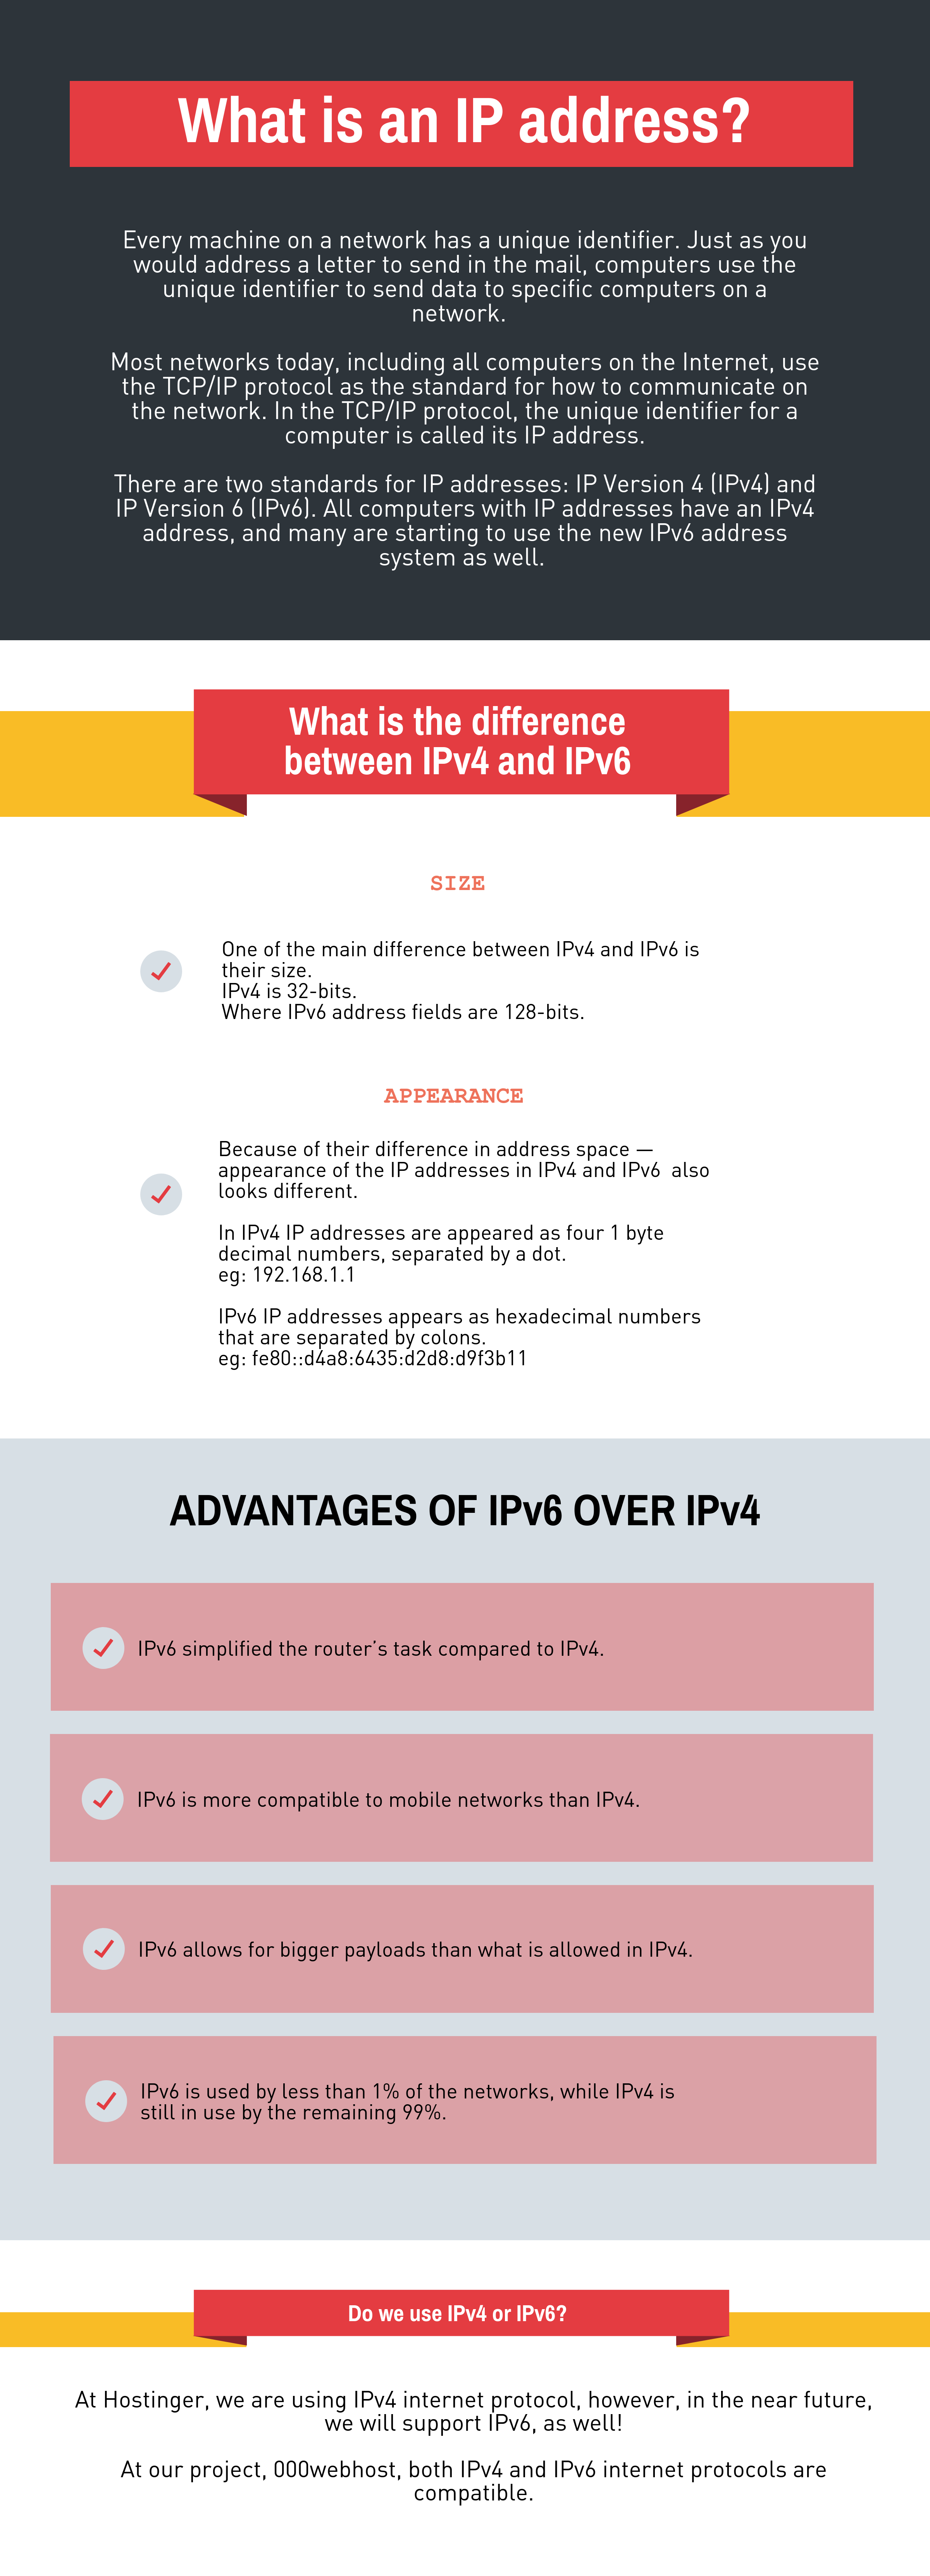 What is an IP address?
Every machine on a network has a unique identifier. Just as you
would address a letter to send in the mail, computers use the
unique identifier to send data to specific computers on a
network.
Most networks today, including all computers on the Internet, use
the TCP/IP protocol as the standard for how to communicate on
the network. In the TCP/IP protocol, the unique identifier for a
computer is called its IP address.
There are two standards for IP addresses: IP Version 4 (IPv4) and
IP Version 6 (IPv6). All computers with IP addresses have an IPv4
address, and many are starting to use the new IPv6 address
system as well.
What is the difference
between IPv4 and IPv6
SIZE
One of the main difference between IPv4 and IPv6 is
their size.
IPv4 is 32-bits.
Where IPv6 address fields are 128-bits.
APPEARANCE
Because of their difference in address space —
appearance of the IP addresses in IPv4 and IPv6 also
looks different.
In IPv4 IP addresses are appeared as four 1 byte
decimal numbers, separated by a dot.
eg: 192.168.1.1
IPv6 IP addresses appears as hexadecimal numbers
that are separated by colons.
eg: fe80::d4a8:6435:d2d8:d9f3b11
ADVANTAGES OF IPv6 OVER IPv4
IPv6 simplified the router's task compared to IPv4.
IPv6 is more compatible to mobile networks than IPv4.
IPv6 allows for bigger payloads than what is allowed in IPv4.
IPv6 is used by less than 1% of the networks, while IPv4 is
still in use by the remaining 99%.
Do we use IPv4 or IPv6?
At Hostinger, we are using IPv4 internet protocol, however, in the near future,
we will support IPv6, as well!
At our project, 000webhost, both IPv4 and IPv6 internet protocols are
compatible.